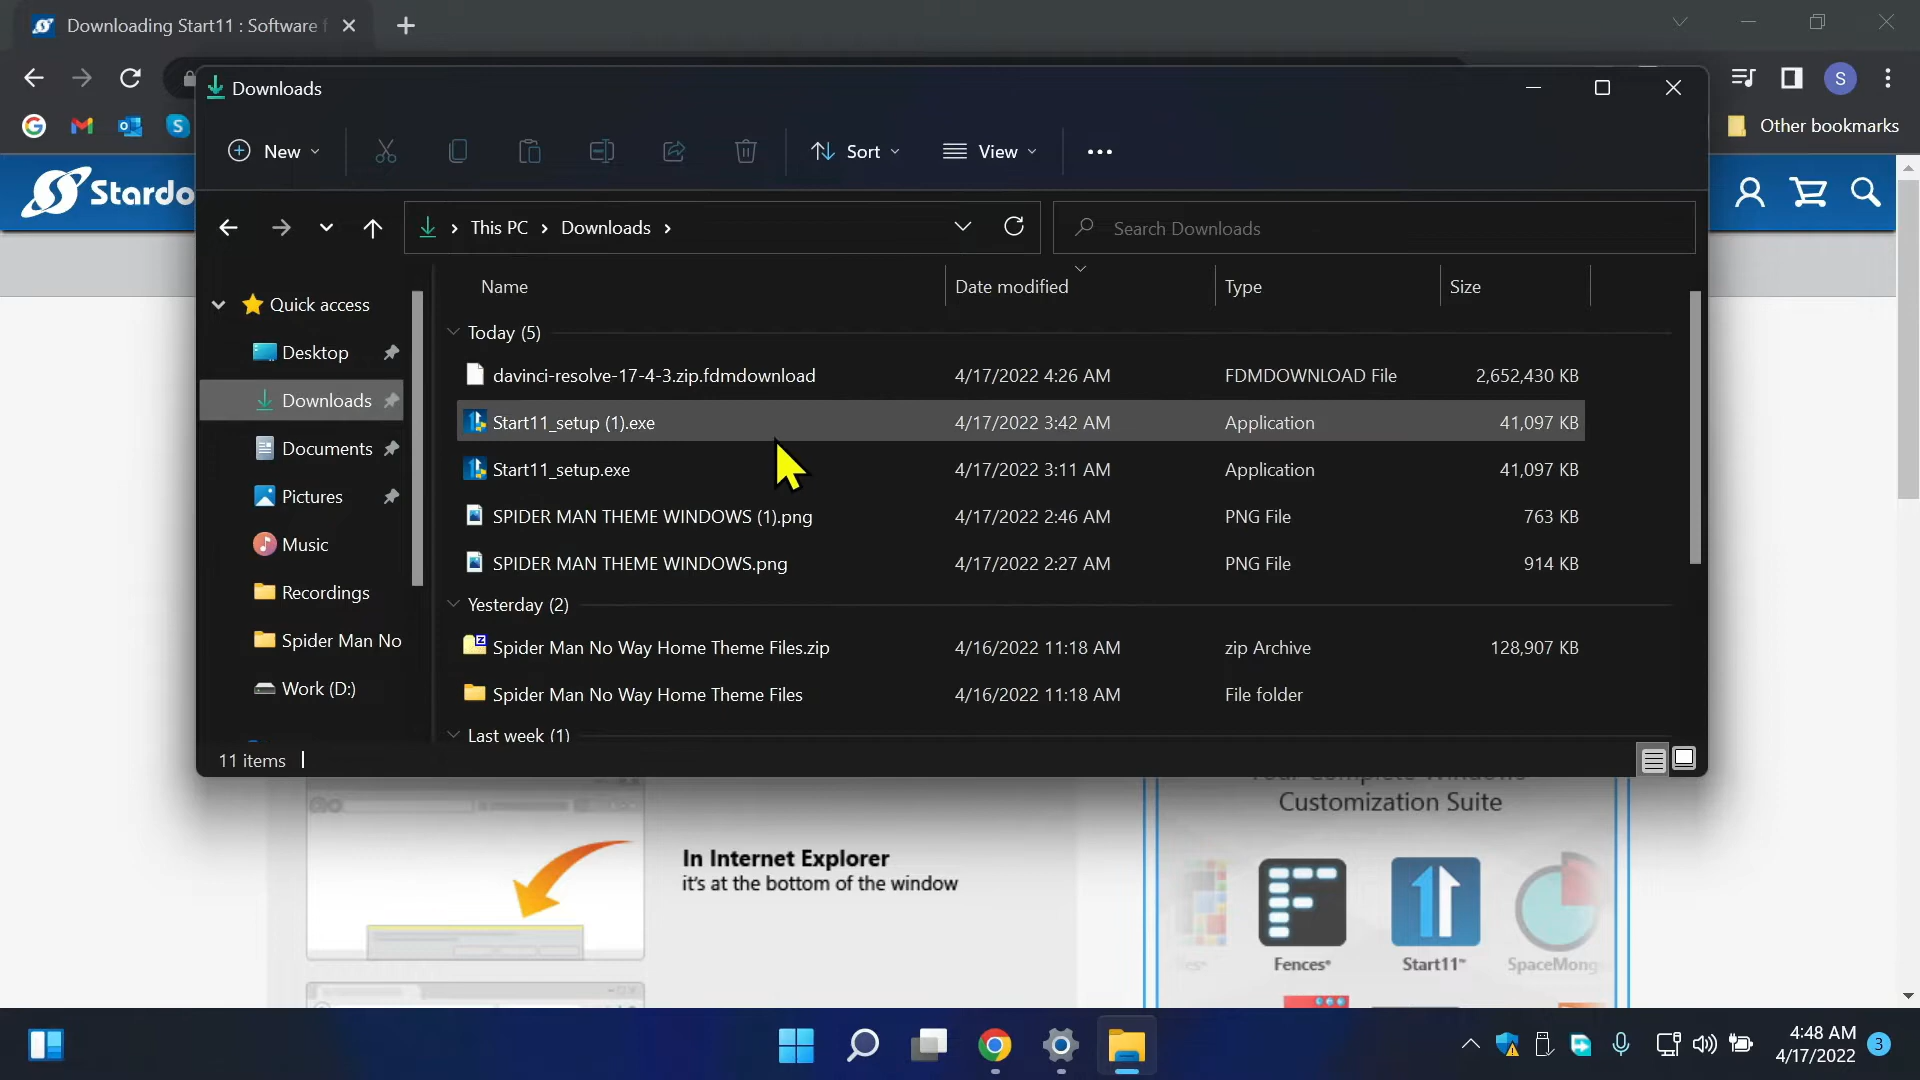 Downloading Start11 : Software f
S
Other bookmarks
Stardo
Downloads
New
Sort
View
This PC
Downloads
Search Downloads
Name
Date modified
Type
Size
Quick access
Desktop
Downloads
Documents
Pictures
Music
Recordings
Spider Man No
Work (D:)
Today (5)
davinci-resolve-17-4-3.zip.fdmdownload 4/17/2022 4:26 AM FDMDOWNLOAD File 2,652,430 KB
Start11_setup (1).exe 4/17/2022 3:42 AM Application 41,097 KB
Start11_setup.exe 4/17/2022 3:11 AM Application 41,097 KB
SPIDER MAN THEME WINDOWS (1).png 4/17/2022 2:46 AM PNG File 763 KB
SPIDER MAN THEME WINDOWS.png 4/17/2022 2:27 AM PNG File 914 KB
Yesterday (2)
Spider Man No Way Home Theme Files.zip 4/16/2022 11:18 AM zip Archive 128,907 KB
Spider Man No Way Home Theme Files 4/16/2022 11:18 AM File folder
Last week (1)
11 items
In Internet Explorer
it's at the bottom of the window
Your Complete Windows
Customization Suite
Fences®
Start11™
SpaceMong
4:48 AM
4/17/2022
3